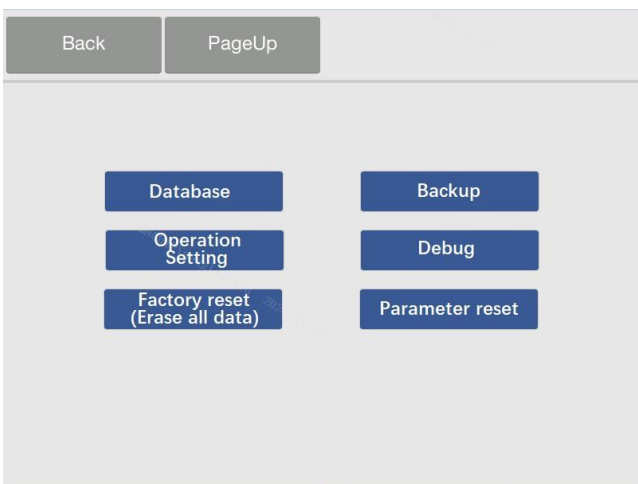 Back
PageUp
Database
Backup
Operation
Setting
Debug
Factory reset
(Erase all data)
Parameter reset